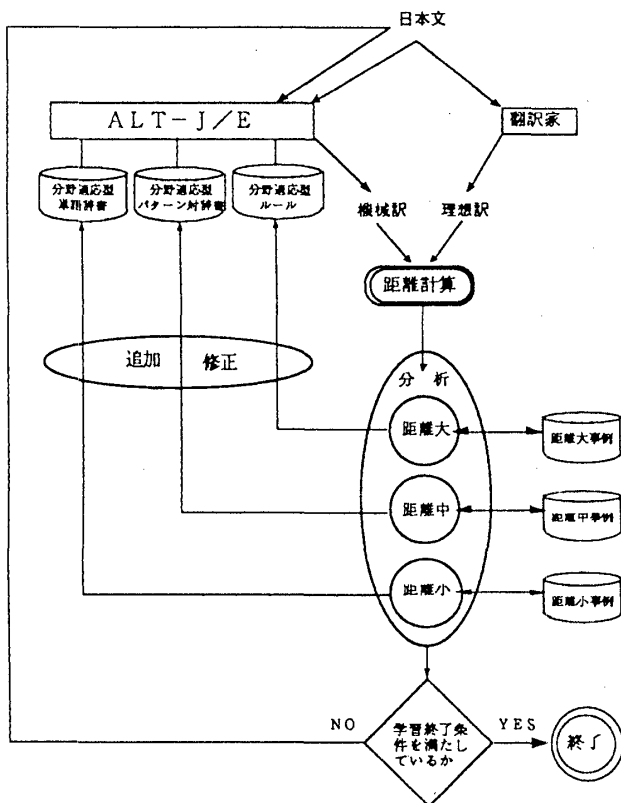 日本文
ALT-J/E
翻訳家
分野適応型
単語辞書
分野適応型
パターン対辞書
分野適応型
ルール
機械訳
理想訳
距離計算
追加
修正
分析
距離大
距離大事例
距離中
距離中事例
距離小
距離小事例
NO
学習終了条
件を満たし
ているか
YES
終了